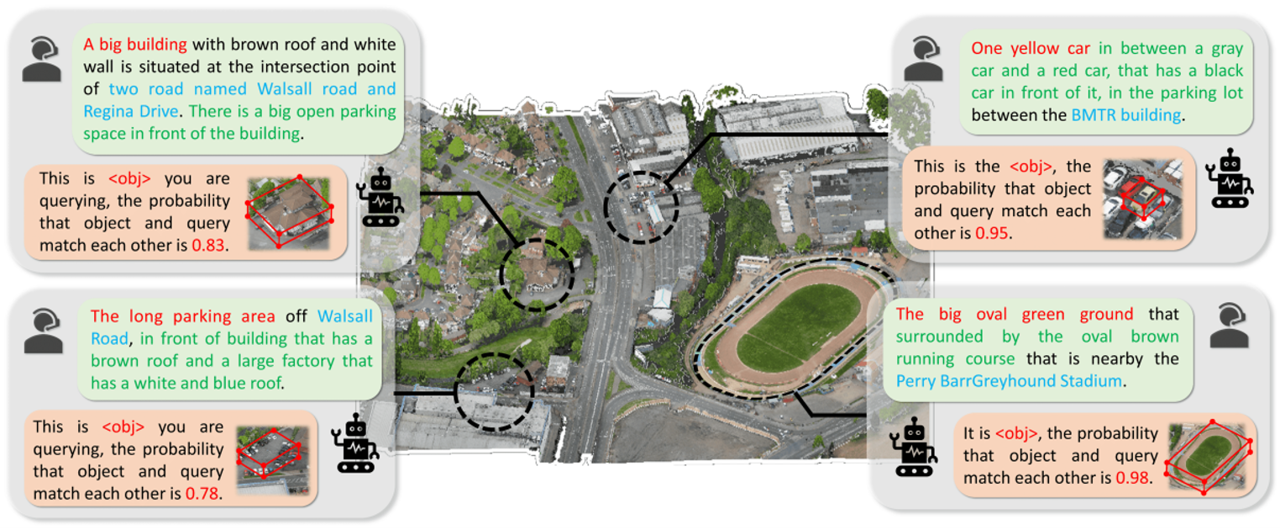 A big building with brown roof and white
wall is situated at the intersection point
of two road named Walsall road and
Regina Drive. There is a big open parking
space in front of the building.
This is <obj> you are
querying, the probability
that object and query
match each other is 0.83.
One yellow car in between a gray
car and a red car, that has a black
car in front of it, in the parking lot
between the BMTR building.
This is the <obj>, the
probability that object
and query match each
other is 0.95.
The long parking area off Walsall
Road, in front of building that has a
brown roof and a large factory that
has a white and blue roof.
This is <obj> you are
querying, the probability
that object and query
match each other is 0.78.
The big oval green ground that
surrounded by the oval brown
running course that is nearby the
Perry BarrGreyhound Stadium.
It is <obj>, the probability
that object and query
match each other is 0.98.